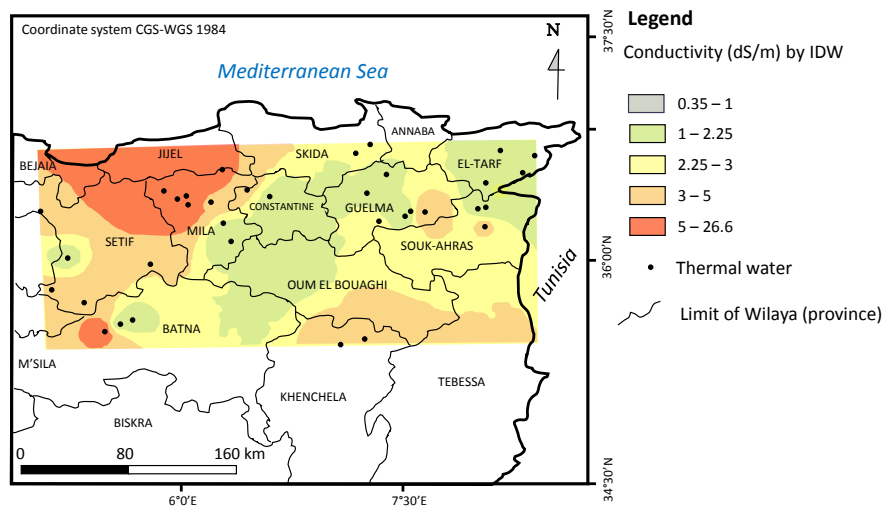 Coordinate system CGS-WGS 1984
N
Mediterranean Sea
ANNABA
JIJEL
SKIDA
BEJAIA
EL-TARF
CONSTANTINE
GUELMA
MILA
SETIF
SOUK-AHRAS
OUM EL BOUAGHI
Tunisia
BATNA
M'SILA
KHENCHELA
TEBESSA
BISKRA
0 80 160 km
6°0'E 7°30'E
37°30'N
36°00'N
34°30'N
Legend
Conductivity (dS/m) by IDW
0.35 – 1
1 – 2.25
2.25 – 3
3 – 5
5 – 26.6
Thermal water
Limit of Wilaya (province)